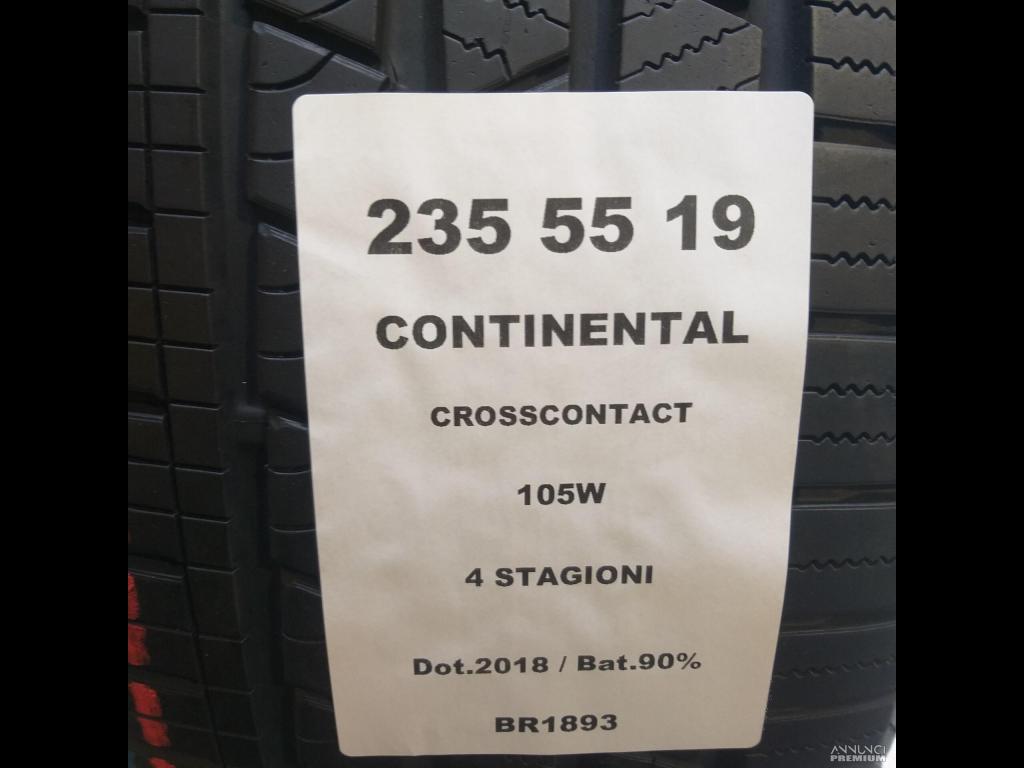 235 55 19
CONTINENTAL
CROSSCONTACT
105W
4 STAGIONI
Dot.2018 / Bat.90%
BR1893
ANNUNCI
PREMIUM